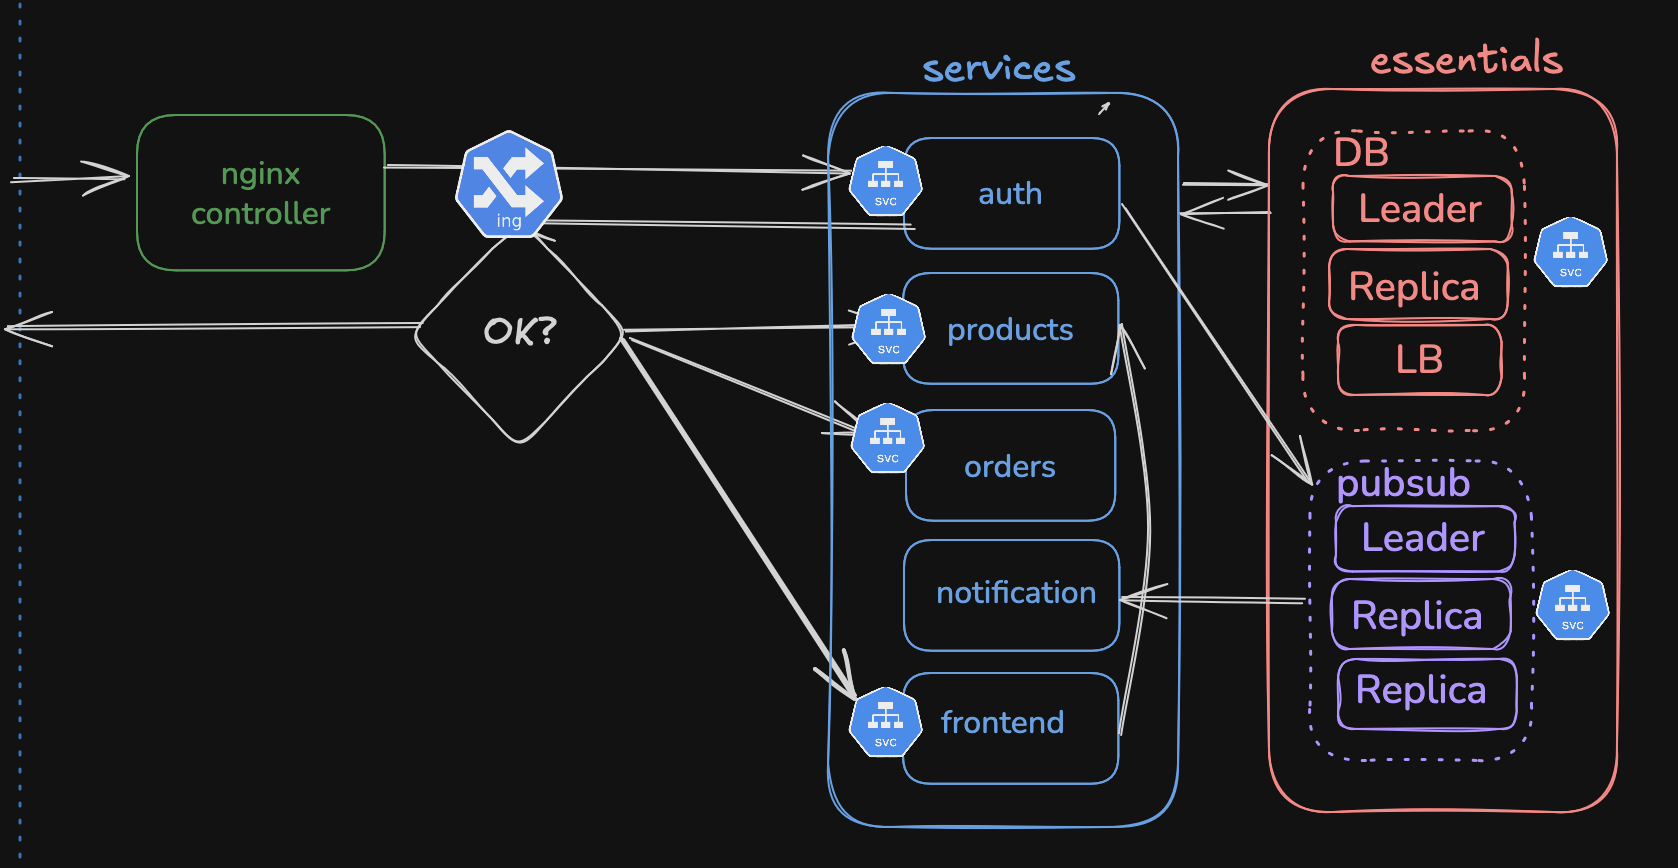 services
essentials
nginx
controller
ing
OK?
svc
auth
svc
products
svc
orders
notification
svc
frontend
DB
Leader
Replica
LB
svc
pubsub
Leader
Replica
Replica
svc